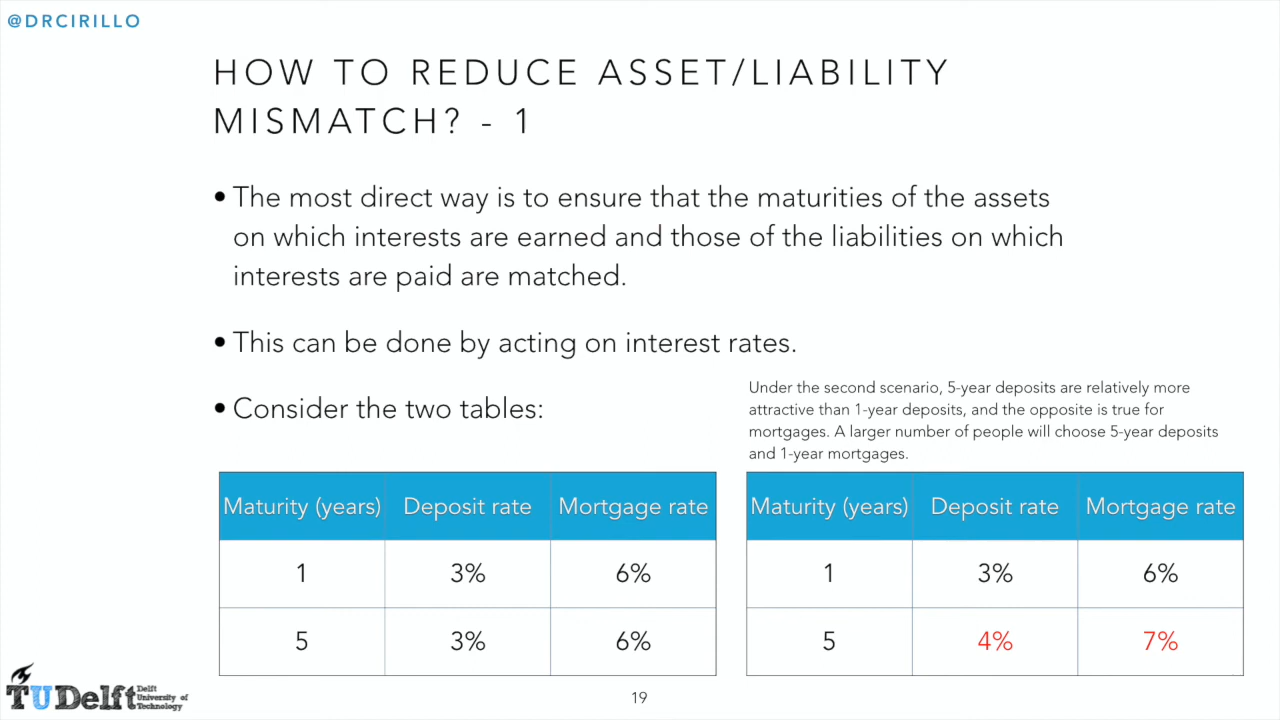 @DRCIRILLO
HOW TO REDUCE ASSET/LIABILITY
MISMATCH? - 1
• The most direct way is to ensure that the maturities of the assets
on which interests are earned and those of the liabilities on which
interests are paid are matched.
• This can be done by acting on interest rates.
• Consider the two tables:
Under the second scenario, 5-year deposits are relatively more
attractive than 1-year deposits, and the opposite is true for
mortgages. A larger number of people will choose 5-year deposits
and 1-year mortgages.
Maturity (years) Deposit rate Mortgage rate
1 3% 6%
5 3% 6%
Maturity (years) Deposit rate Mortgage rate
1 3% 6%
5 4% 7%
TUDelft
Delft
University of
Technology
19